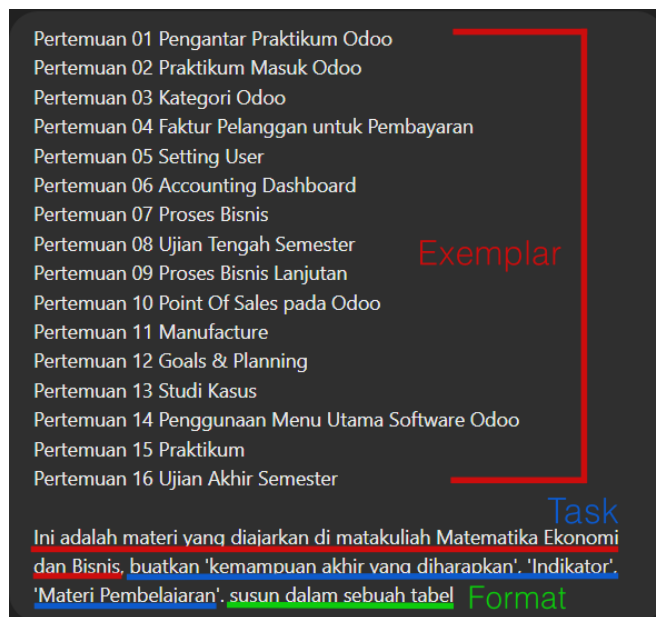 Pertemuan 01 Pengantar Praktikum Odoo
Pertemuan 02 Praktikum Masuk Odoo
Pertemuan 03 Kategori Odoo
Pertemuan 04 Faktur Pelanggan untuk Pembayaran
Pertemuan 05 Setting User
Pertemuan 06 Accounting Dashboard
Pertemuan 07 Proses Bisnis
Pertemuan 08 Ujian Tengah Semester
Exemplar
Pertemuan 09 Proses Bisnis Lanjutan
Pertemuan 10 Point Of Sales pada Odoo
Pertemuan 11 Manufacture
Pertemuan 12 Goals & Planning
Pertemuan 13 Studi Kasus
Pertemuan 14 Penggunaan Menu Utama Software Odoo
Pertemuan 15 Praktikum
Pertemuan 16 Ujian Akhir Semester
Task
Ini adalah materi yang diajarkan di matakuliah Matematika Ekonomi
dan Bisnis, buatkan 'kemampuan akhir yang diharapkan', 'Indikator',
'Materi Pembelajaran'. susun dalam sebuah tabel
Format